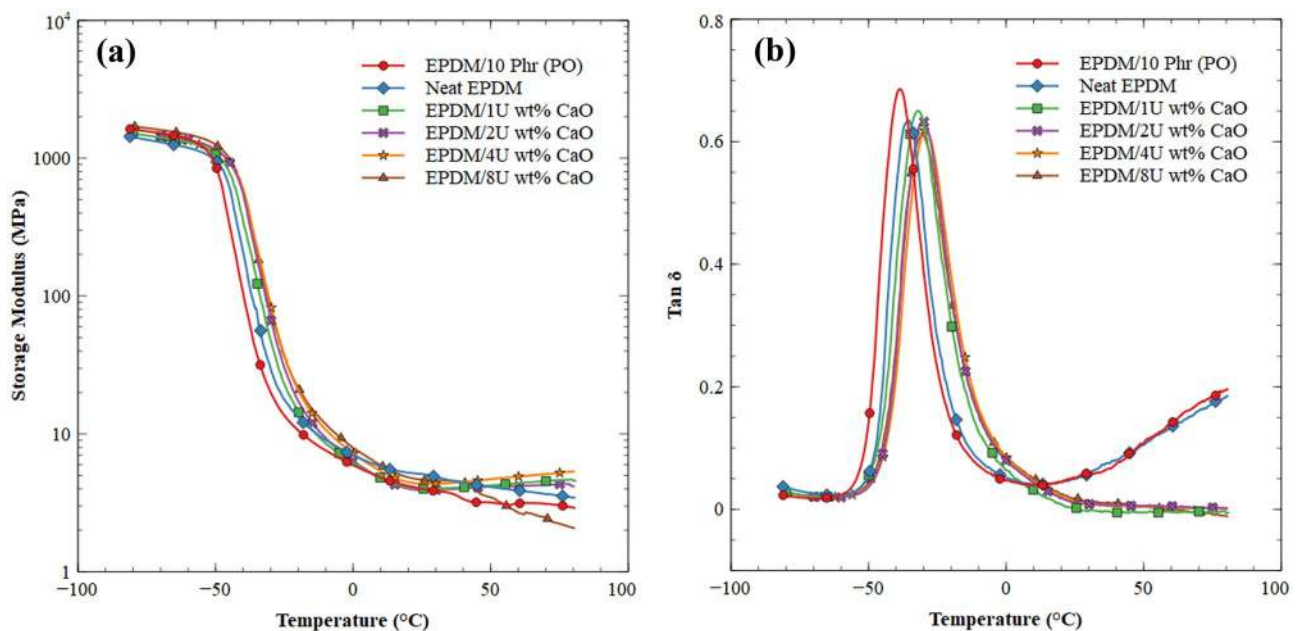 (a)
EPDM/10 Phr (PO)
Neat EPDM
EPDM/1U wt% CaO
EPDM/2U wt% CaO
EPDM/4U wt% CaO
EPDM/8U wt% CaO
10⁴
1000
100
10
1
Storage Modulus (MPa)
−100
−50
0
50
100
Temperature (°C)
(b)
EPDM/10 Phr (PO)
Neat EPDM
EPDM/1U wt% CaO
EPDM/2U wt% CaO
EPDM/4U wt% CaO
EPDM/8U wt% CaO
0.8
0.6
0.4
0.2
0
Tan δ
−100
−50
0
50
100
Temperature (°C)